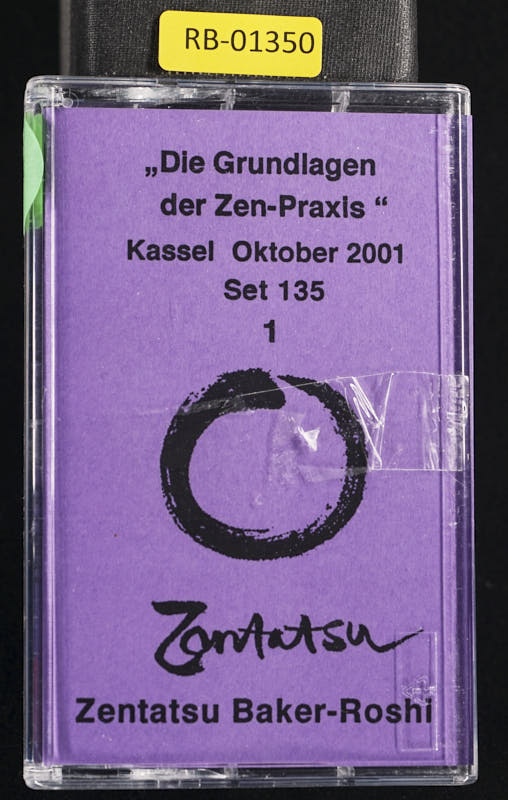 RB-01350
„Die Grundlagen
der Zen-Praxis “
Kassel Oktober 2001
Set 135
1
Zentatsu
Zentatsu Baker-Roshi